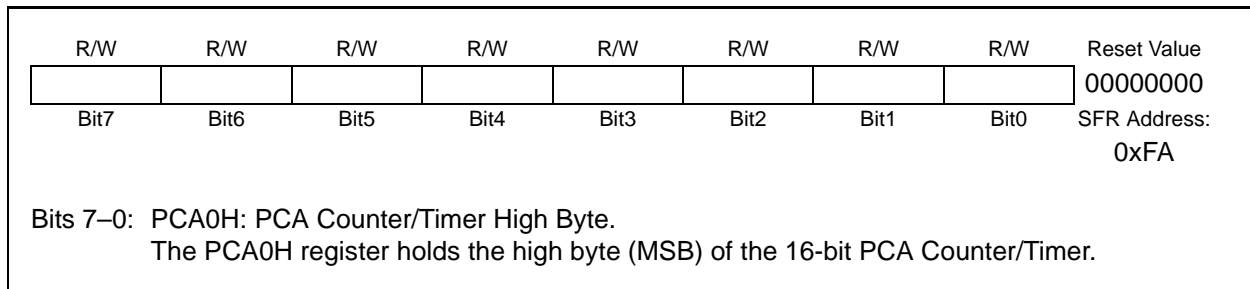 R/W R/W R/W R/W R/W R/W R/W R/W Reset Value
00000000
Bit7 Bit6 Bit5 Bit4 Bit3 Bit2 Bit1 Bit0 SFR Address:
0xFA
Bits 7–0: PCA0H: PCA Counter/Timer High Byte.
The PCA0H register holds the high byte (MSB) of the 16-bit PCA Counter/Timer.